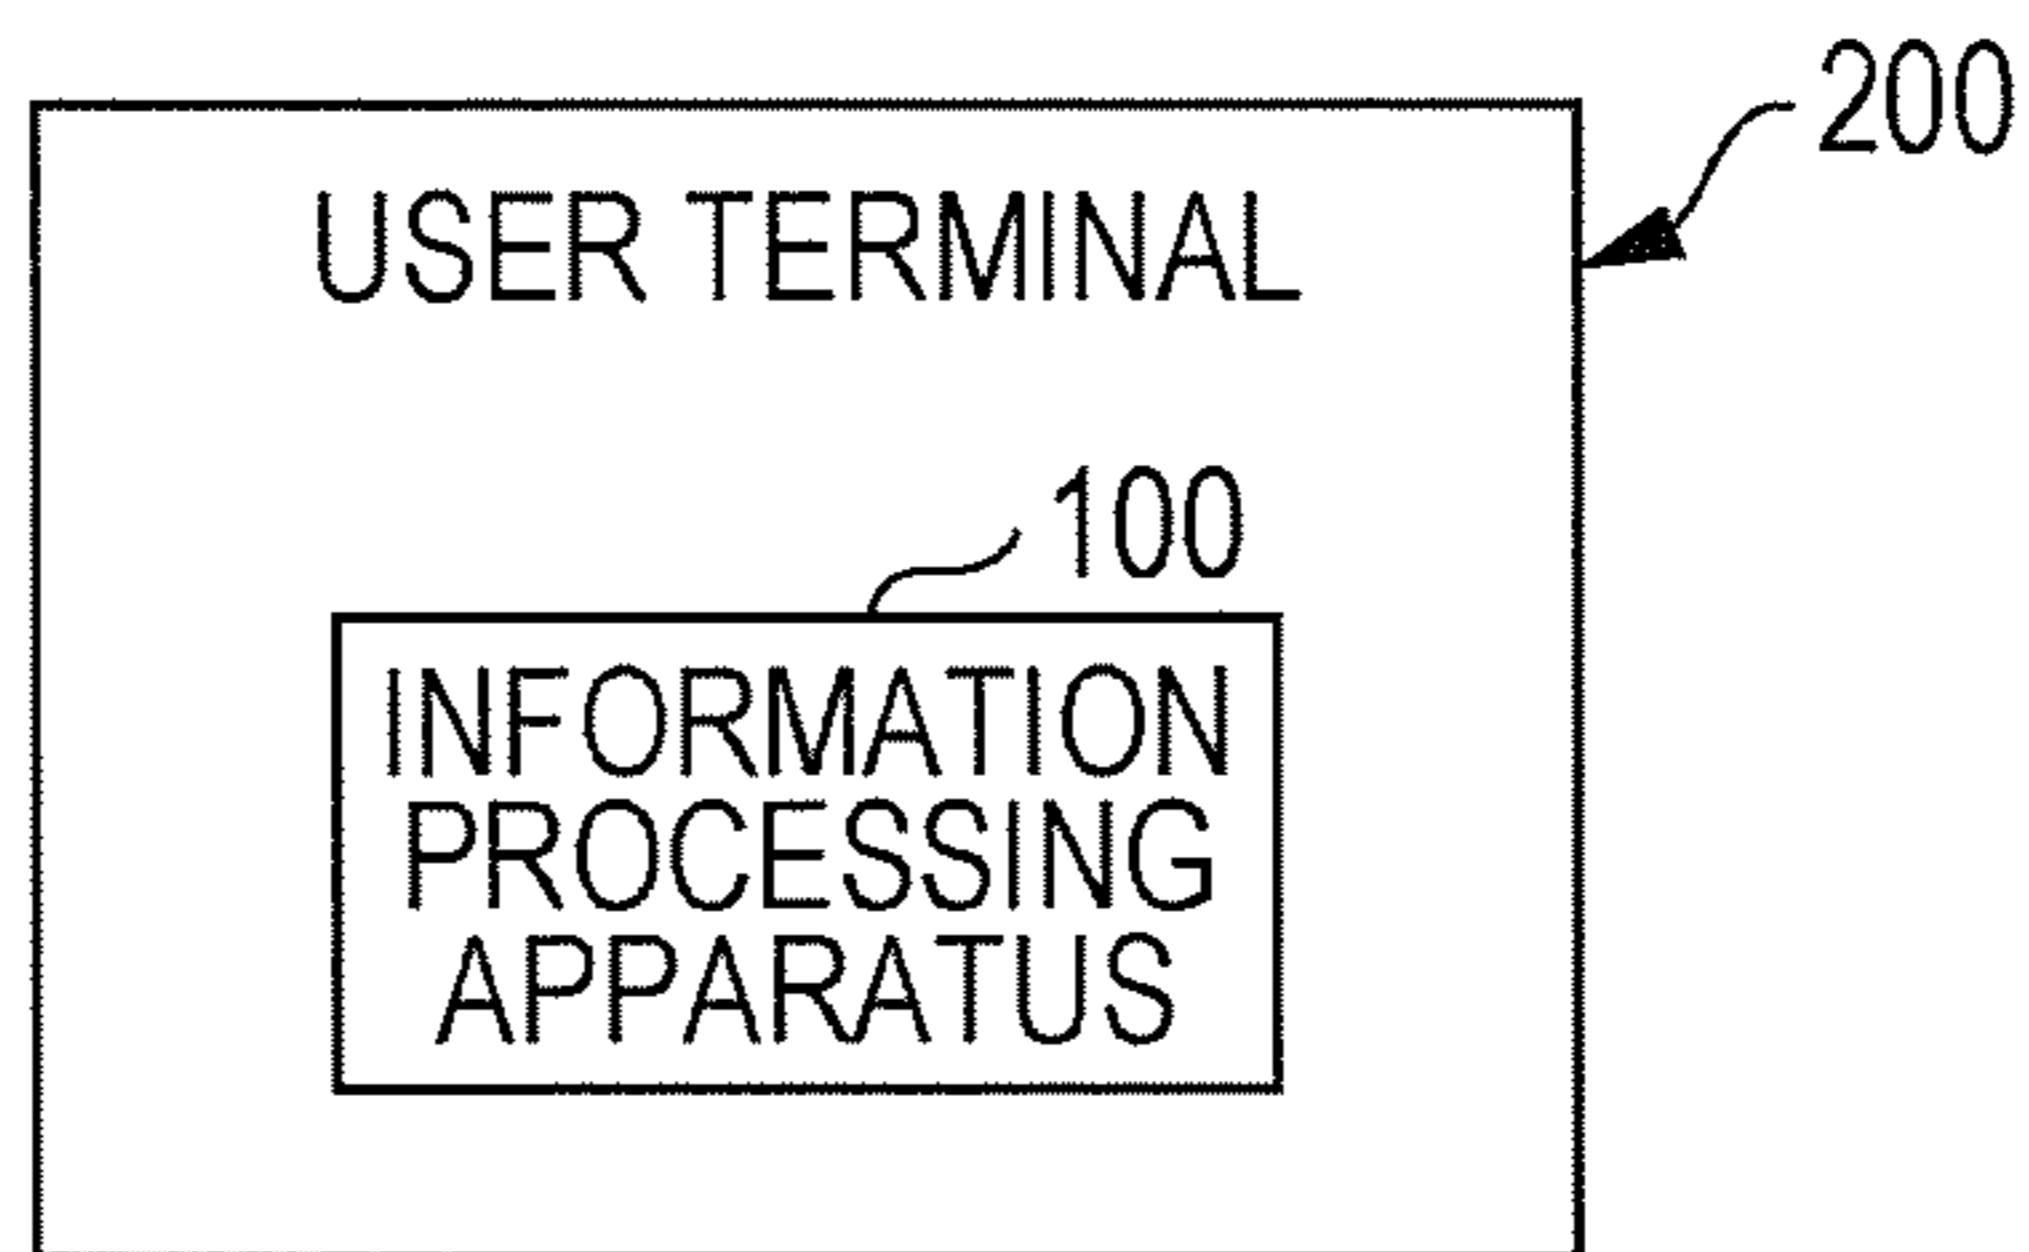 200
USER TERMINAL
100
INFORMATION
PROCESSING
APPARATUS